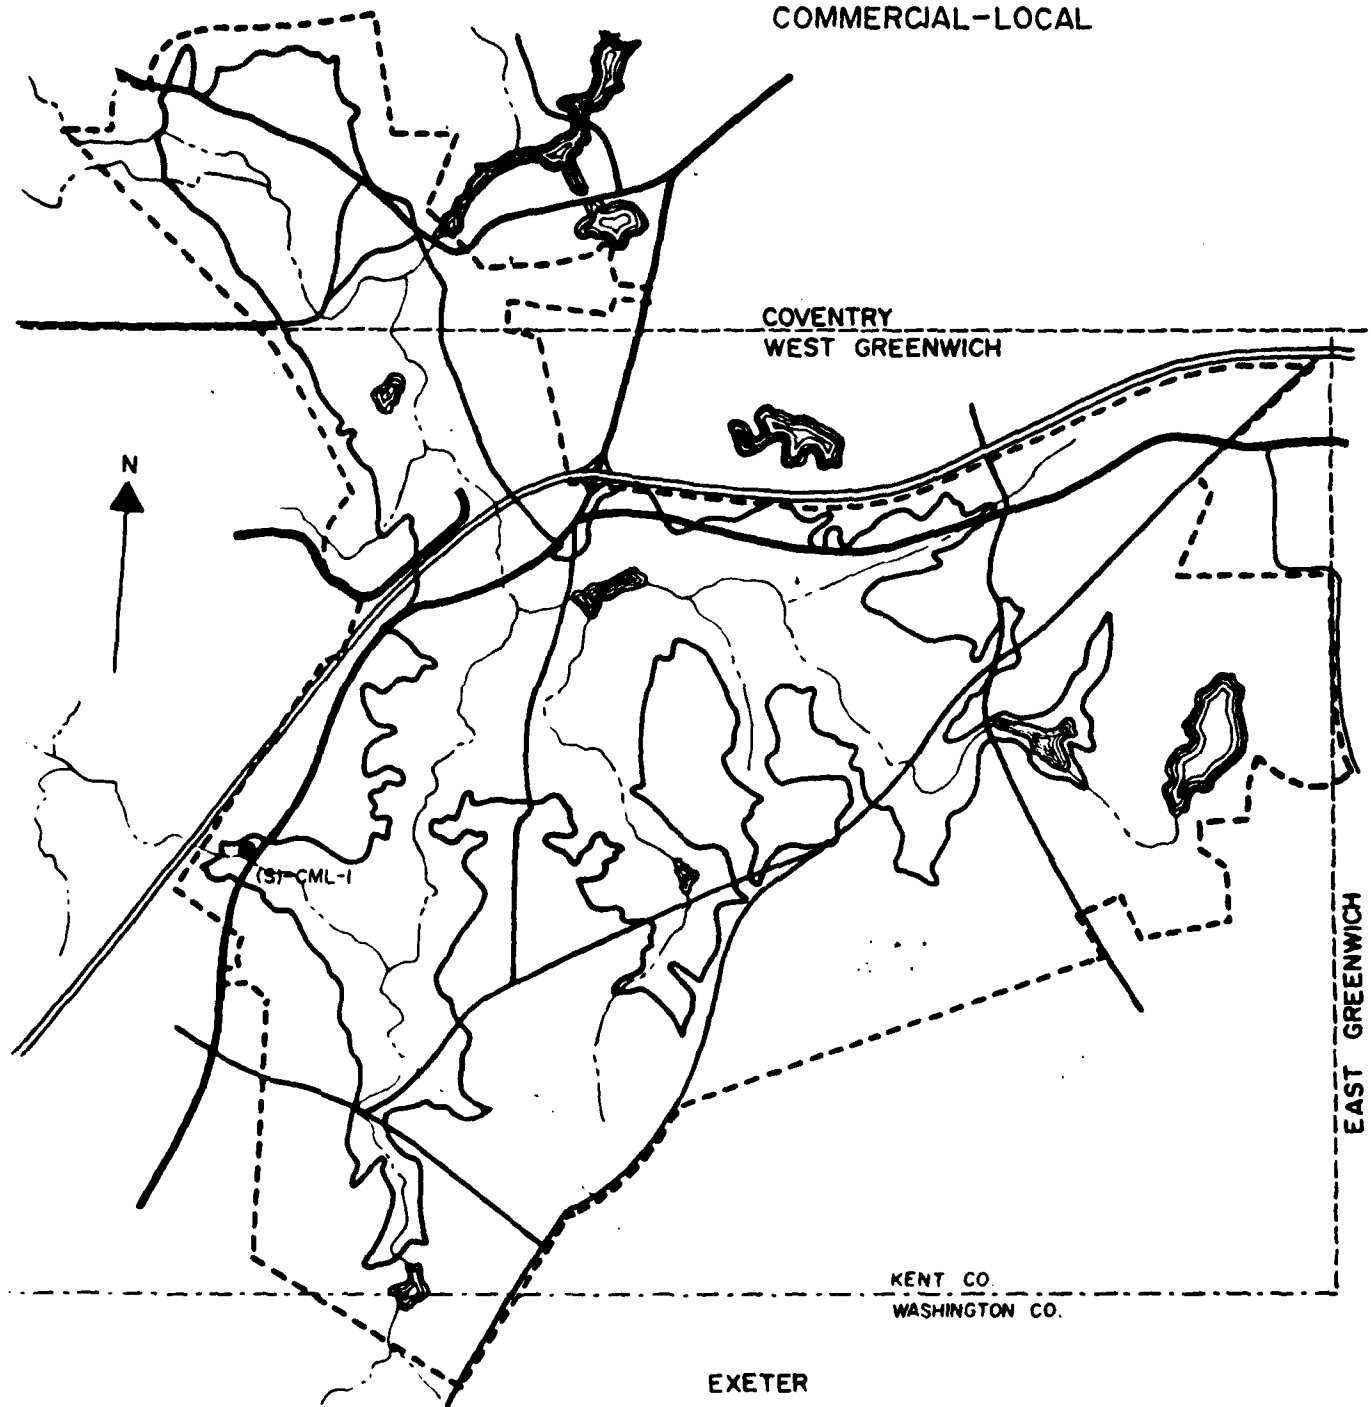 COMMERCIAL-LOCAL
COVENTRY
WEST GREENWICH
N
(S)-CML-1
EAST GREENWICH
KENT CO.
WASHINGTON CO.
EXETER